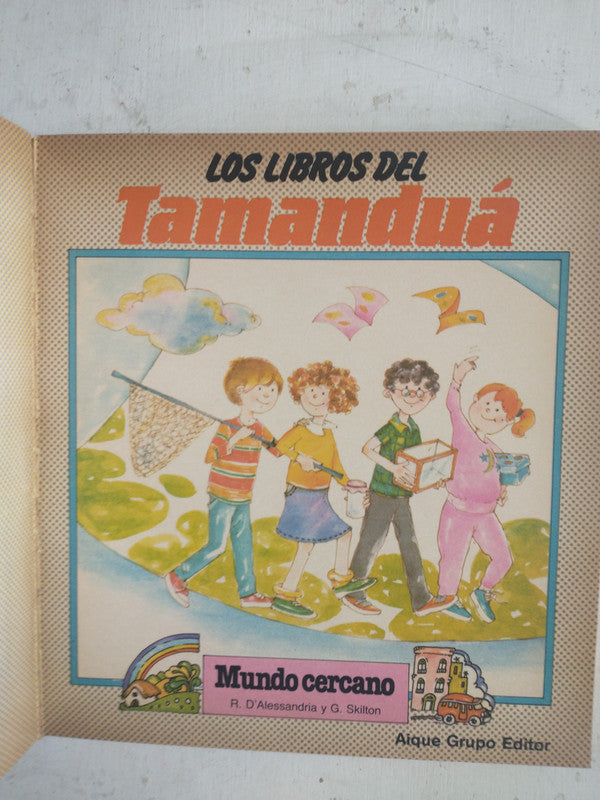 LOS LIBROS DEL
Tamanduá
Mundo cercano
R. D'Alessandria y G. Skilton
Aique Grupo Editor